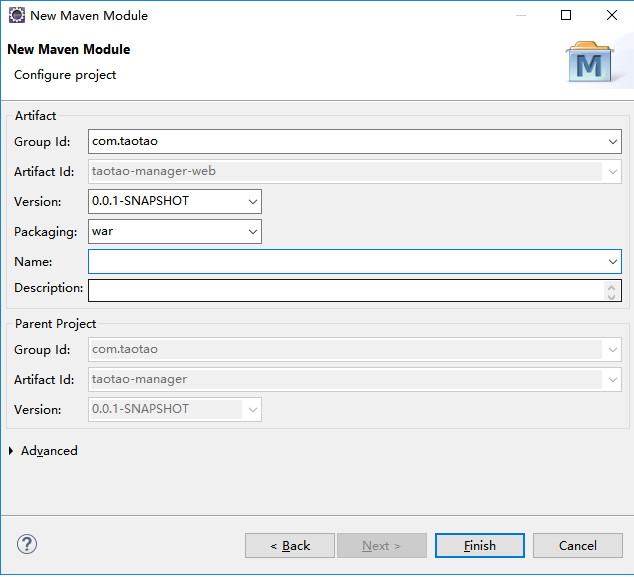 New Maven Module
New Maven Module
Configure project
M
Artifact
Group Id: com.taotao
Artifact Id: taotao-manager-web
Version: 0.0.1-SNAPSHOT
Packaging: war
Name:
Description:
Parent Project
Group Id: com.taotao
Artifact Id: taotao-manager
Version: 0.0.1-SNAPSHOT
Advanced
? < Back Next > Finish Cancel